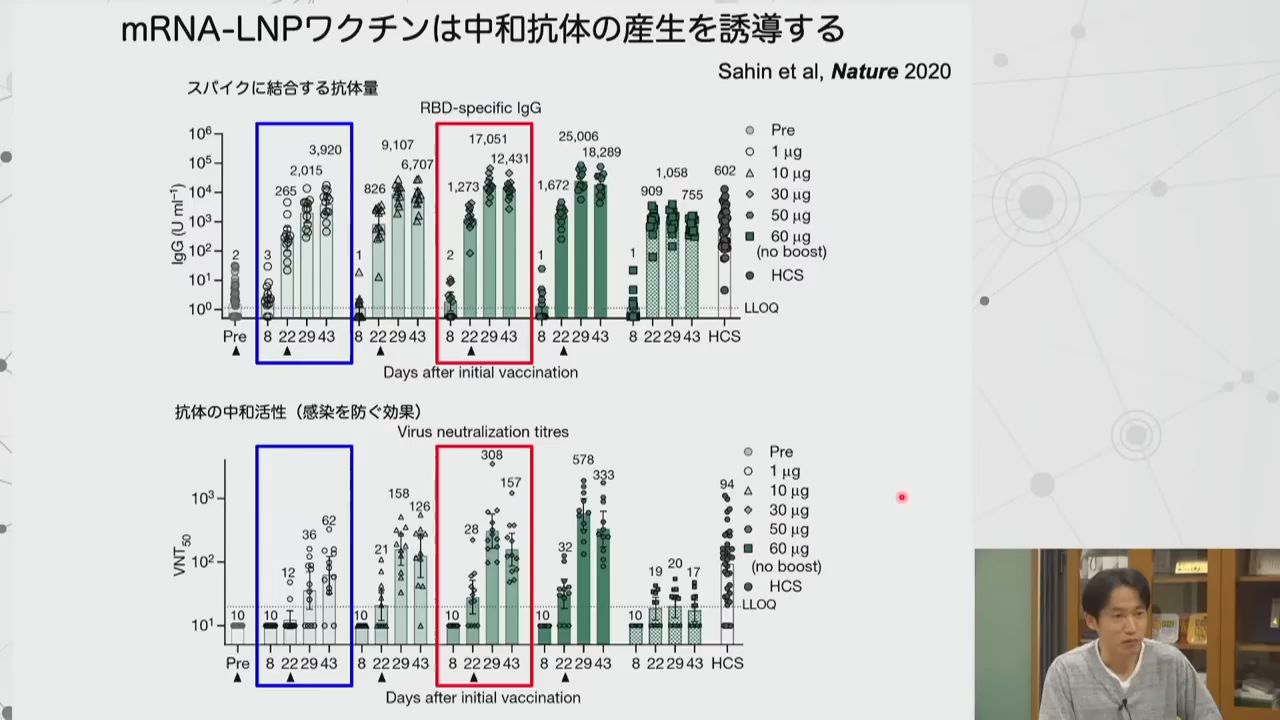 mRNA-LNPワクチンは中和抗体の産生を誘導する
Sahin et al, Nature 2020
スパイクに結合する抗体量
RBD-specific IgG
IgG (U ml⁻¹)
10⁶
10⁵
10⁴
10³
10²
10¹
10⁰
2
3 265 2,015 3,920
1 826 9,107 6,707
2 1,273 17,051 12,431
1 1,672 25,006 18,289
1 909 1,058 755
602
Pre
1 µg
10 µg
30 µg
50 µg
60 µg
(no boost)
HCS
LLOQ
Pre 8 22 29 43 8 22 29 43 8 22 29 43 8 22 29 43 8 22 29 43 HCS
Days after initial vaccination
抗体の中和活性（感染を防ぐ効果）
Virus neutralization titres
VNT₅₀
10³
10²
10¹
10
10 12 36 62
10 21 158 126
10 28 308 157
10 32 578 333
10 19 20 17
94
Pre
1 µg
10 µg
30 µg
50 µg
60 µg
(no boost)
HCS
LLOQ
Pre 8 22 29 43 8 22 29 43 8 22 29 43 8 22 29 43 8 22 29 43 HCS
Days after initial vaccination